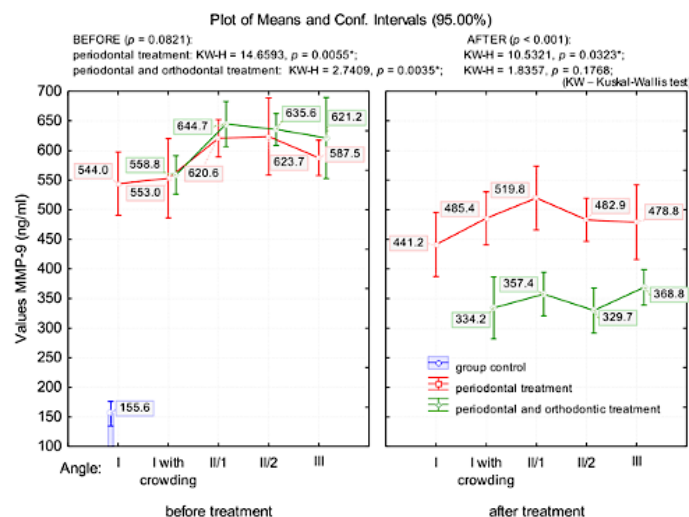 Plot of Means and Conf. Intervals (95.00%)
BEFORE (p = 0.0821):
periodontal treatment: KW-H = 14.6593, p = 0.0055*;
periodontal and orthodontal treatment: KW-H = 2.7409, p = 0.0035*;
AFTER (p < 0.001):
KW-H = 10.5321, p = 0.0323*;
KW-H = 1.8357, p = 0.1768;
(KW – Kuskal-Wallis test
Values MMP-9 (ng/ml)
700
650
600
550
500
450
400
350
300
250
200
150
100
544.0
553.0
558.8
620.6
644.7
623.7
635.6
587.5
621.2
155.6
441.2
485.4
519.8
482.9
478.8
334.2
357.4
329.7
368.8
group control
periodontal treatment
periodontal and orthodontic treatment
Angle: I I with crowding II/1 II/2 III
before treatment
I I with crowding II/1 II/2 III
after treatment